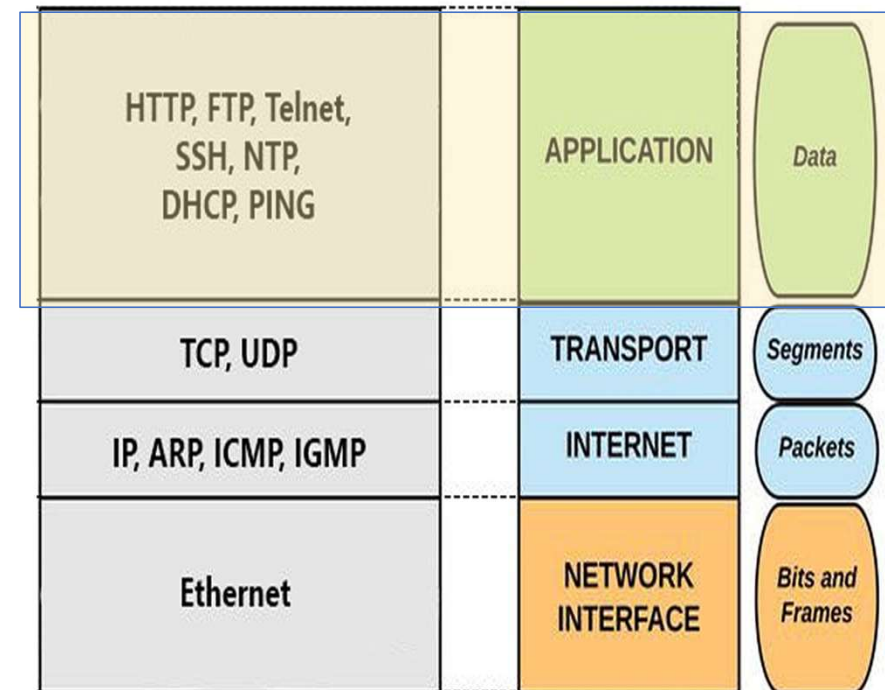 HTTP, FTP, Telnet,
SSH, NTP,
DHCP, PING
APPLICATION
Data
TCP, UDP
TRANSPORT
Segments
IP, ARP, ICMP, IGMP
INTERNET
Packets
Ethernet
NETWORK
INTERFACE
Bits and
Frames